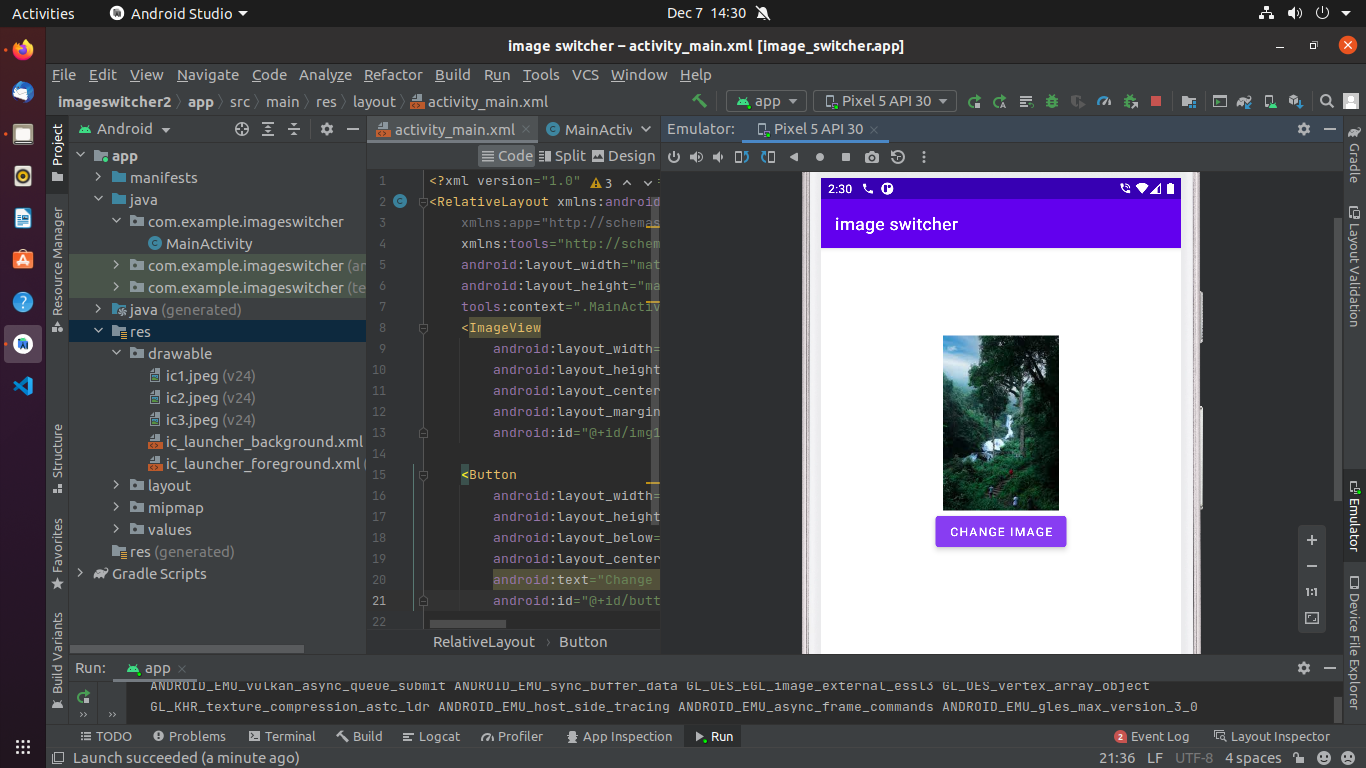 Activities
Android Studio
Dec 7 14:30
image switcher – activity_main.xml [image_switcher.app]
File Edit View Navigate Code Analyze Refactor Build Run Tools VCS Window Help
imageswitcher2 app src main res layout activity_main.xml
app
Pixel 5 API 30
Project
Resource Manager
Structure
Favorites
Build Variants
Android
app
manifests
java
com.example.imageswitcher
MainActivity
com.example.imageswitcher (an
com.example.imageswitcher (te
java (generated)
res
drawable
ic1.jpeg (v24)
ic2.jpeg (v24)
ic3.jpeg (v24)
ic_launcher_background.xml
ic_launcher_foreground.xml (
layout
mipmap
values
res (generated)
Gradle Scripts
activity_main.xml
MainActiv
Code Split Design
3
1 <?xml version="1.0"
2 <RelativeLayout xmlns:android
3 xmlns:app="http://schemas
4 xmlns:tools="http://schem
5 android:layout_width="mat
6 android:layout_height="ma
7 tools:context=".MainActiv
8 <ImageView
9 android:layout_width=
10 android:layout_height
11 android:layout_center
12 android:layout_margin
13 android:id="@+id/img1
14
15 <Button
16 android:layout_width=
17 android:layout_height
18 android:layout_below=
19 android:layout_center
20 android:text="Change
21 android:id="@+id/butt
22
RelativeLayout Button
Emulator:
Pixel 5 API 30
2:30
image switcher
CHANGE IMAGE
1:1
Gradle
Layout Validation
Emulator
Device File Explorer
Run: app
ANDROID_EMU_vulkan_async_queue_submit ANDROID_EMU_sync_buffer_data GL_OES_EGL_image_external_essl3 GL_OES_vertex_array_object
GL_KHR_texture_compression_astc_ldr ANDROID_EMU_host_side_tracing ANDROID_EMU_async_frame_commands ANDROID_EMU_gles_max_version_3_0
TODO Problems Terminal Build Logcat Profiler App Inspection Run 2 Event Log Layout Inspector
Launch succeeded (a minute ago)
21:36 LF UTF-8 4 spaces